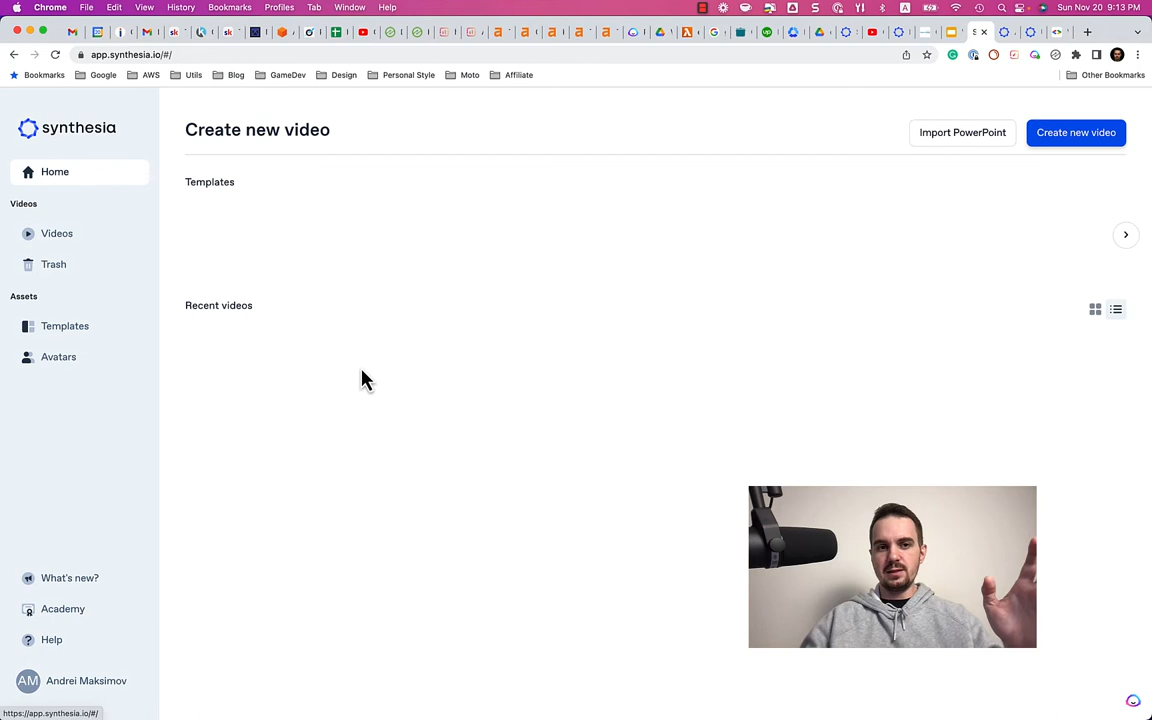 Chrome File Edit View History Bookmarks Profiles Tab Window Help Sun Nov 20 9:13 PM
app.synthesia.io/#/
Bookmarks Google AWS Utils Blog GameDev Design Personal Style Moto Affiliate Other Bookmarks
synthesia
Create new video
Import PowerPoint
Create new video
Home
Templates
Videos
Videos
Trash
Assets
Recent videos
Templates
Avatars
What's new?
Academy
Help
AM Andrei Maksimov
https://app.synthesia.io/#/